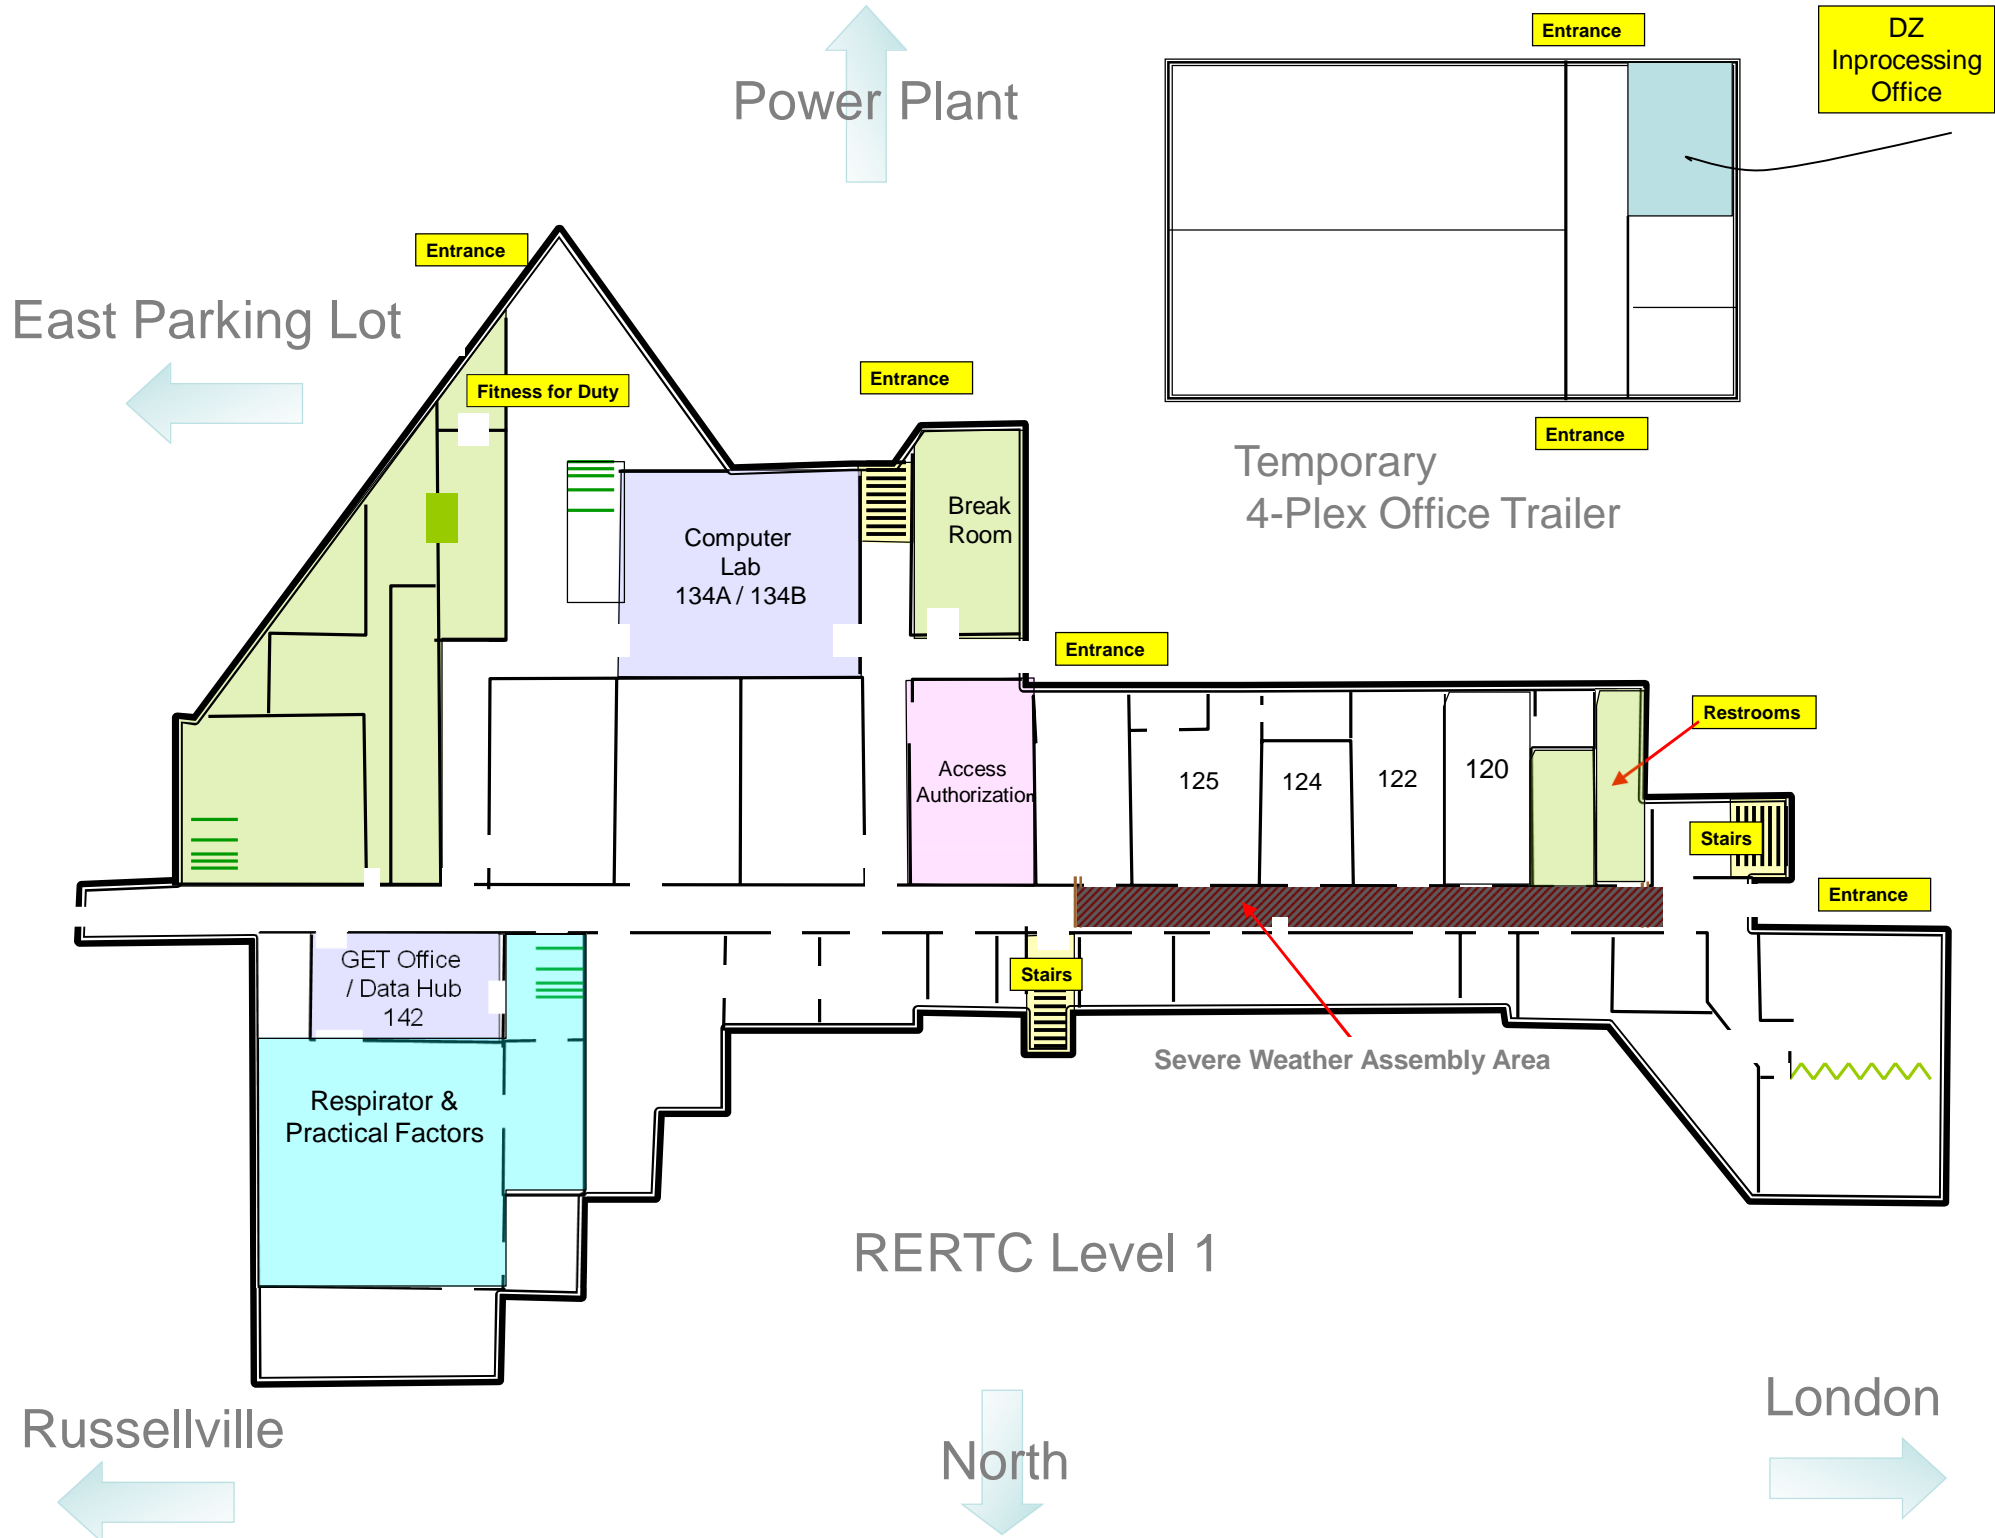 Power Plant
Entrance
DZ
Inprocessing
Office
Entrance
East Parking Lot
Fitness for Duty
Entrance
Entrance
Temporary
4-Plex Office Trailer
Computer
Lab
134A / 134B
Break
Room
Entrance
Restrooms
Access
Authorization
125
124
122
120
Stairs
Entrance
GET Office
/ Data Hub
142
Stairs
Severe Weather Assembly Area
Respirator &
Practical Factors
RERTC Level 1
Russellville
North
London